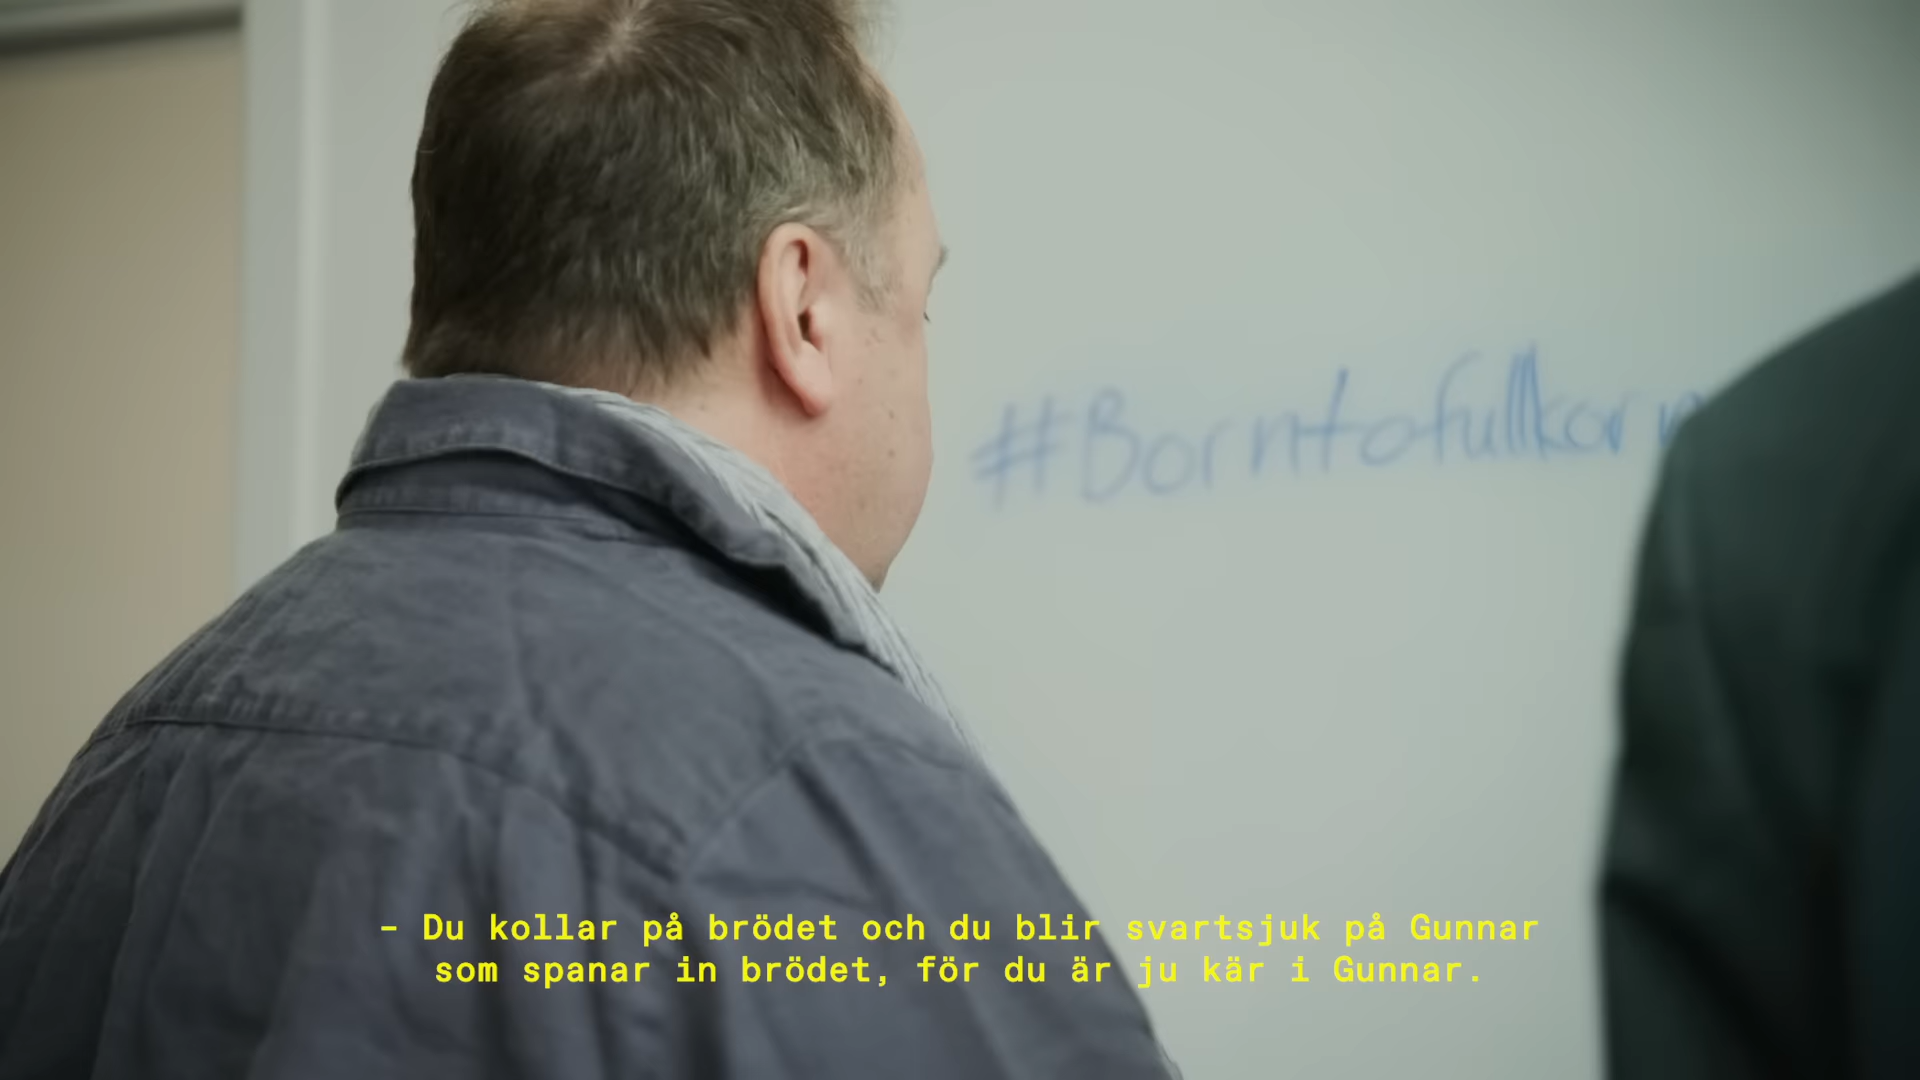 #Borntofullkorn
- Du kollar på brödet och du blir svartsjuk på Gunnar
som spanar in brödet, för du är ju kär i Gunnar.